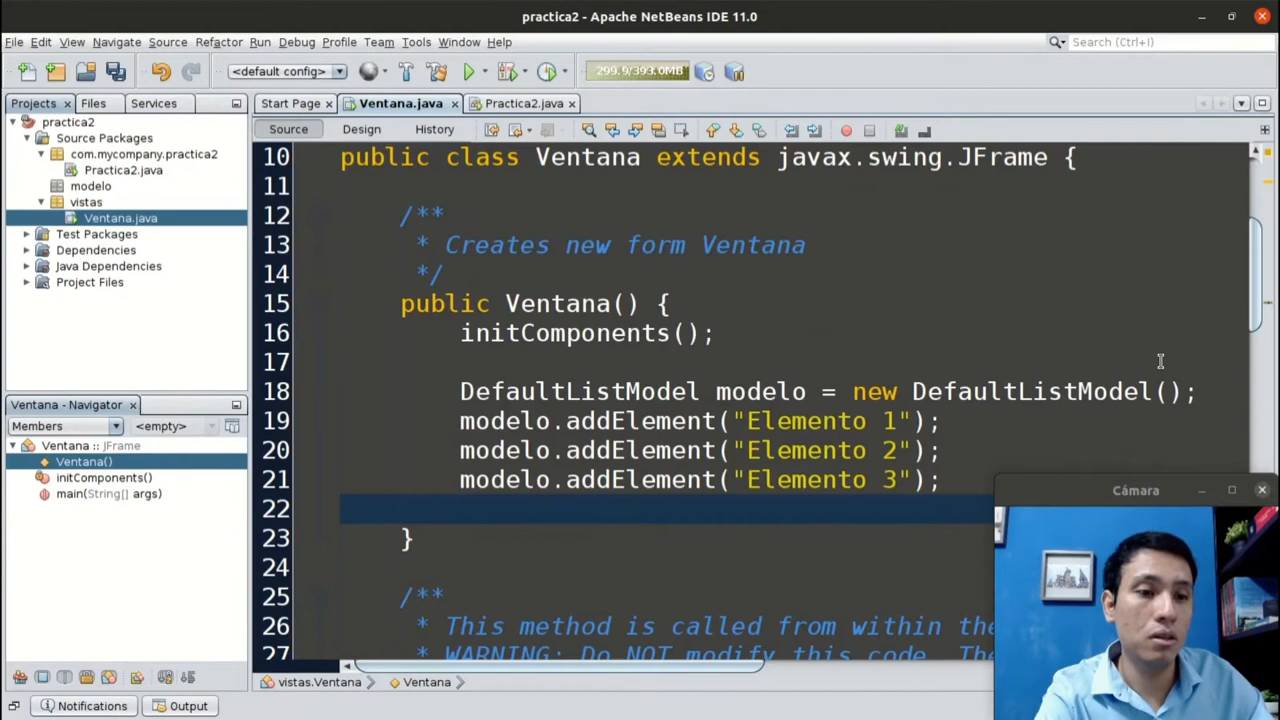 practica2 - Apache NetBeans IDE 11.0
File Edit View Navigate Source Refactor Run Debug Profile Team Tools Window Help
Search (Ctrl+I)
<default config>
299.9/393.0MB
Projects Files Services
Start Page Ventana.java Practica2.java
Source Design History
practica2
Source Packages
com.mycompany.practica2
Practica2.java
modelo
vistas
Ventana.java
Test Packages
Dependencies
Java Dependencies
Project Files
Ventana - Navigator
Members <empty>
Ventana :: JFrame
Ventana()
initComponents()
main(String[] args)
10 public class Ventana extends javax.swing.JFrame {
11
12 /**
13 * Creates new form Ventana
14 */
15 public Ventana() {
16 initComponents();
17
18 DefaultListModel modelo = new DefaultListModel();
19 modelo.addElement("Elemento 1");
20 modelo.addElement("Elemento 2");
21 modelo.addElement("Elemento 3");
22
23 }
24
25 /**
26 * This method is called from within the
27 * WARNING: Do NOT modify this code. The
Cámara
vistas.Ventana Ventana
Notifications Output